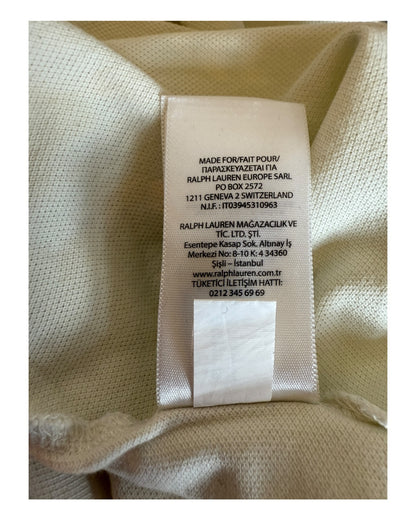 MADE FOR/FAIT POUR/
ΠΑΡΑΣΚΕΥΑΖΕΤΑΙ ΓΙΑ
RALPH LAUREN EUROPE SARL
PO BOX 2572
1211 GENEVA 2 SWITZERLAND
N.I.F. : IT03945310963
RALPH LAUREN MAĞAZACILIK VE
TİC. LTD. ŞTİ.
Esentepe Kasap Sok. Altınay İş
Merkezi No: 8-10 K: 4 34360
Şişli – İstanbul
www.ralphlauren.com.tr
TÜKETİCİ İLETİŞİM HATTI:
0212 345 69 69